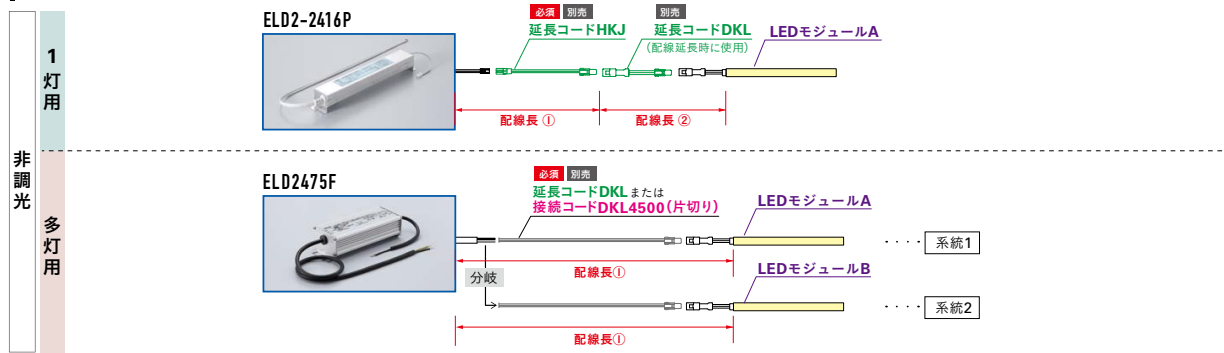 非調光
1灯用
ELD2-2416P
必須 別売
延長コードHKJ
別売
延長コードDKL
(配線延長時に使用)
LEDモジュールA
配線長①
配線長②
多灯用
ELD2475F
必須 別売
延長コードDKLまたは
接続コードDKL4500(片切り)
LEDモジュールA
・・・・ 系統1
配線長①
分岐
LEDモジュールB
・・・・ 系統2
配線長①